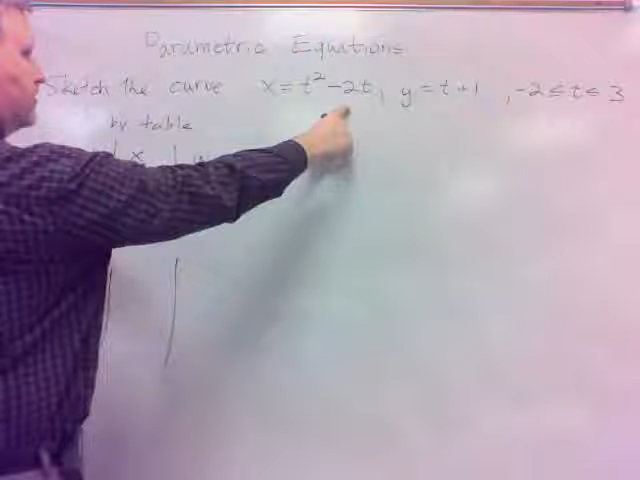 Parametric Equations
Sketch the curve x = t² - 2t, y = t + 1, -2 ≤ t ≤ 3
by table
x